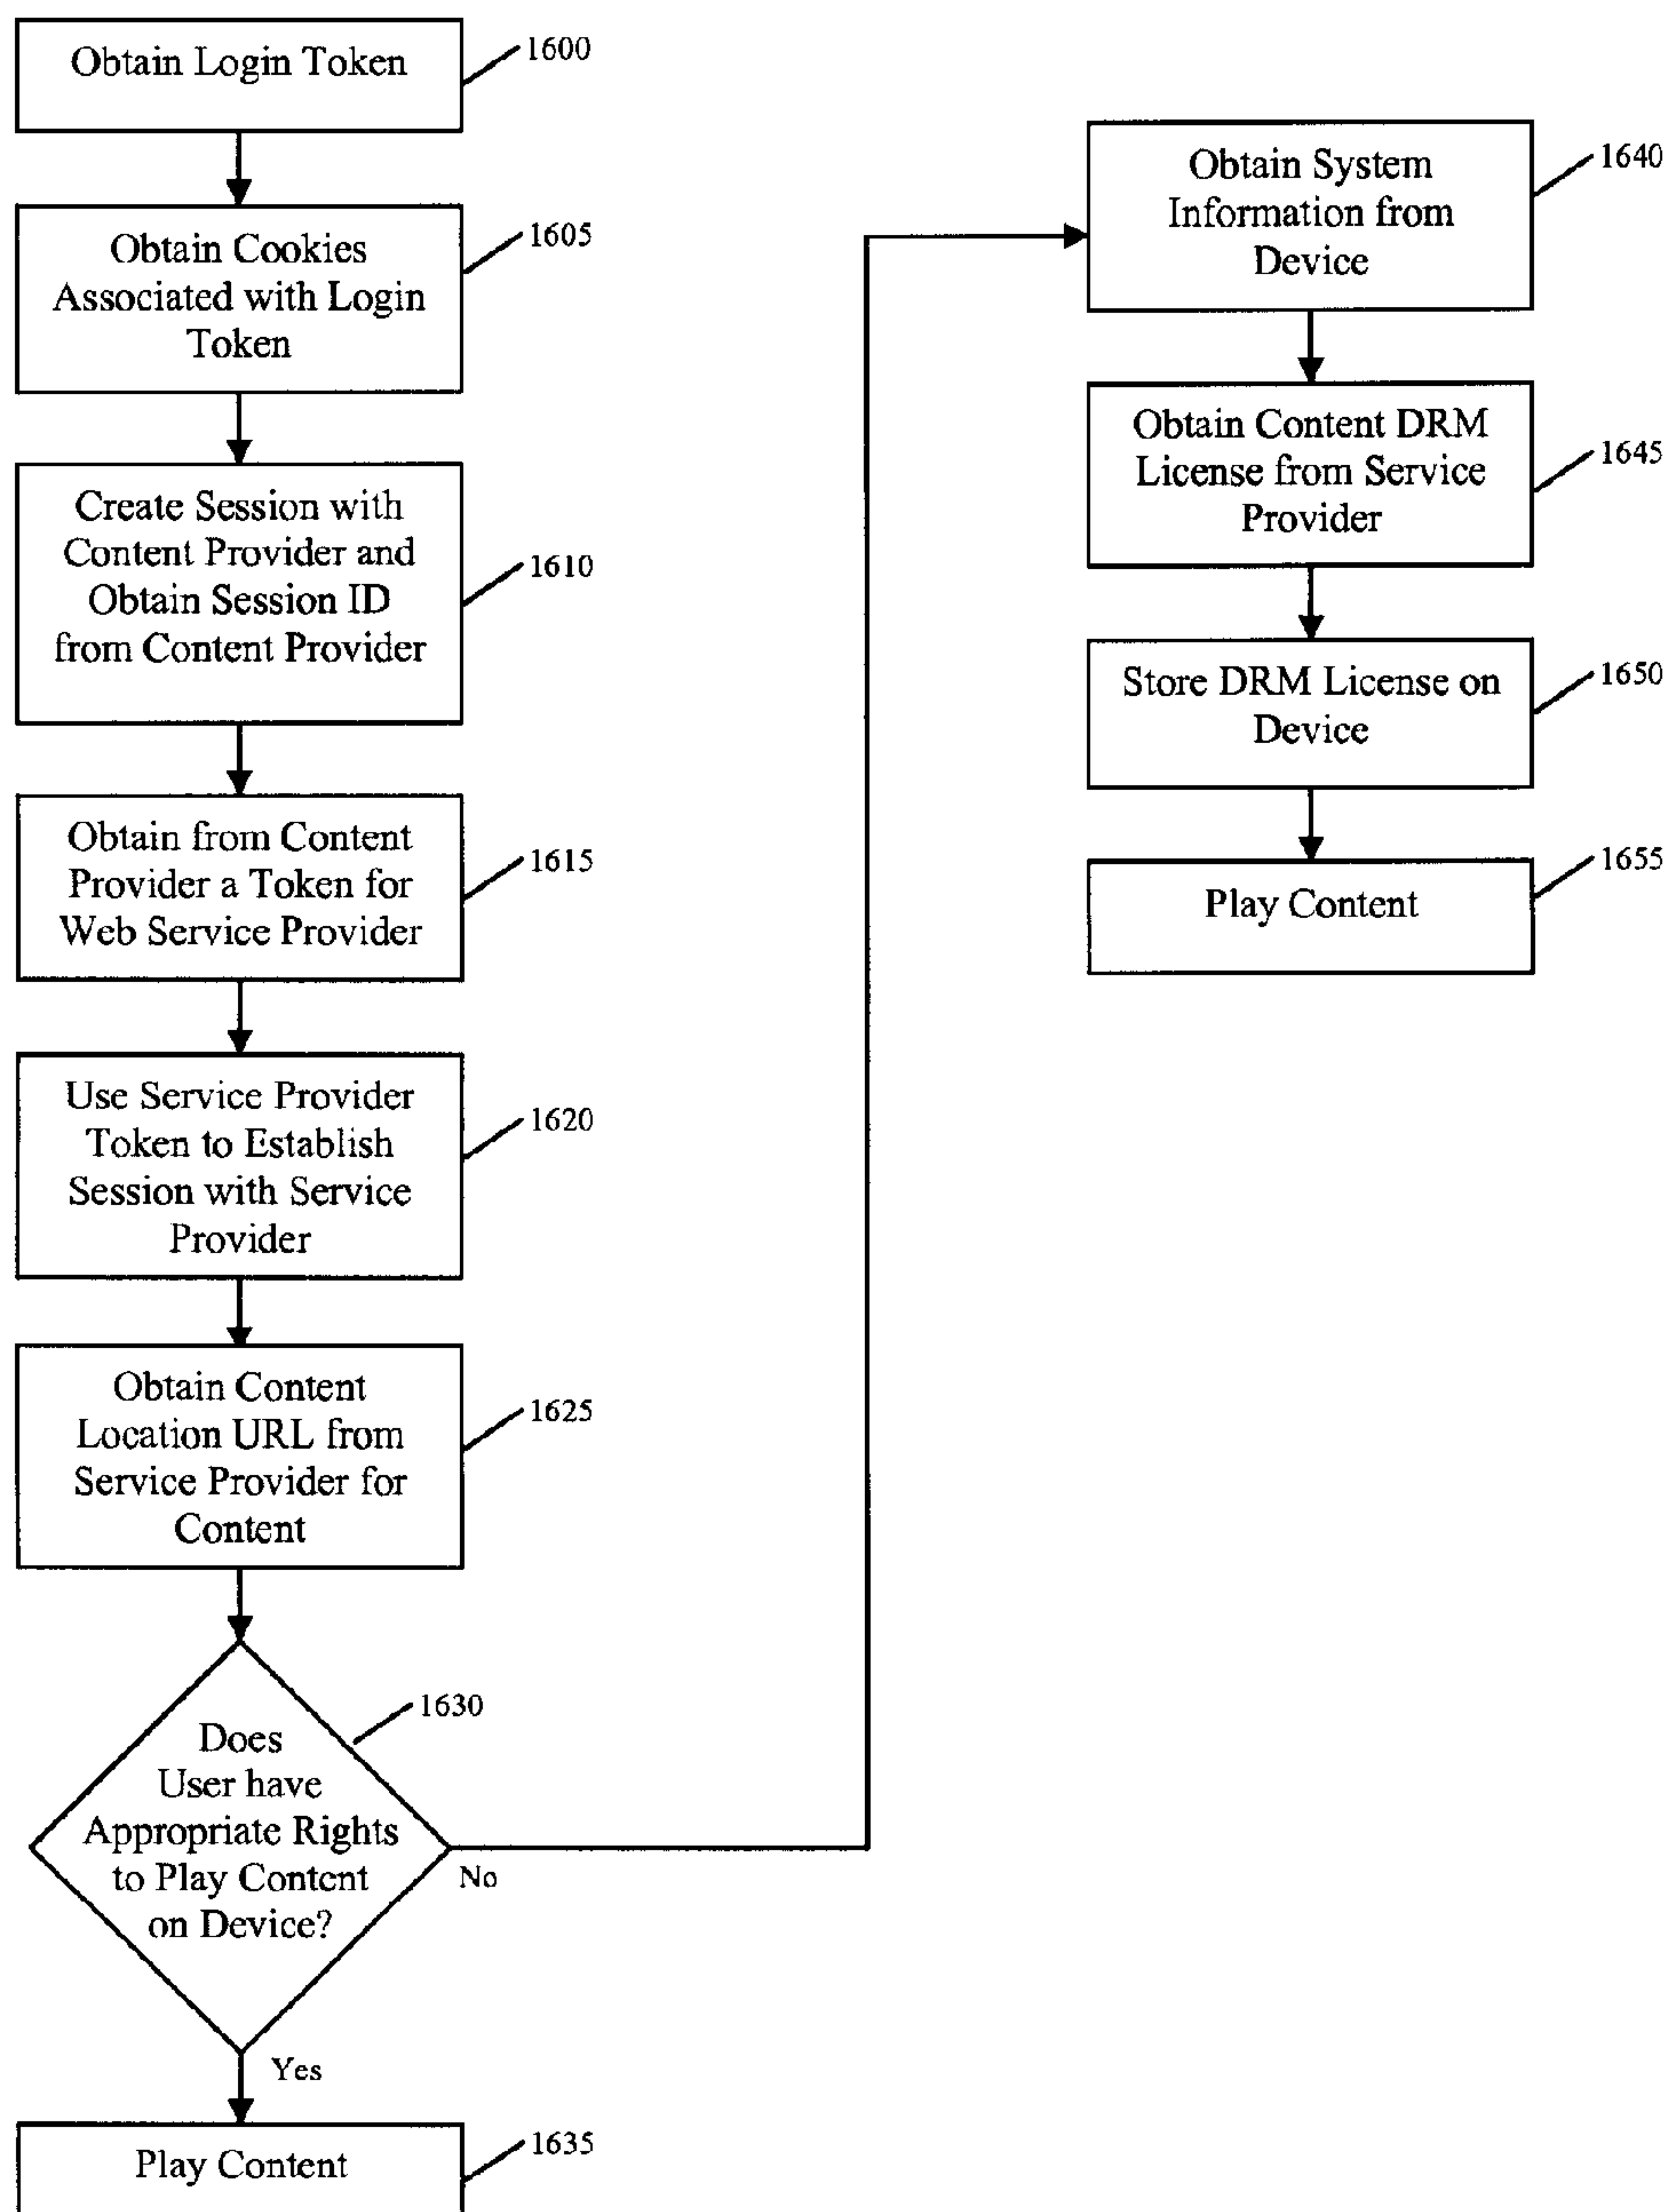 Obtain Login Token
1600
Obtain Cookies
Associated with Login
Token
1605
Create Session with
Content Provider and
Obtain Session ID
from Content Provider
1610
Obtain from Content
Provider a Token for
Web Service Provider
1615
Use Service Provider
Token to Establish
Session with Service
Provider
1620
Obtain Content
Location URL from
Service Provider for
Content
1625
Does
User have
Appropriate Rights
to Play Content
on Device?
1630
No
Yes
Play Content
1635
Obtain System
Information from
Device
1640
Obtain Content DRM
License from Service
Provider
1645
Store DRM License on
Device
1650
Play Content
1655